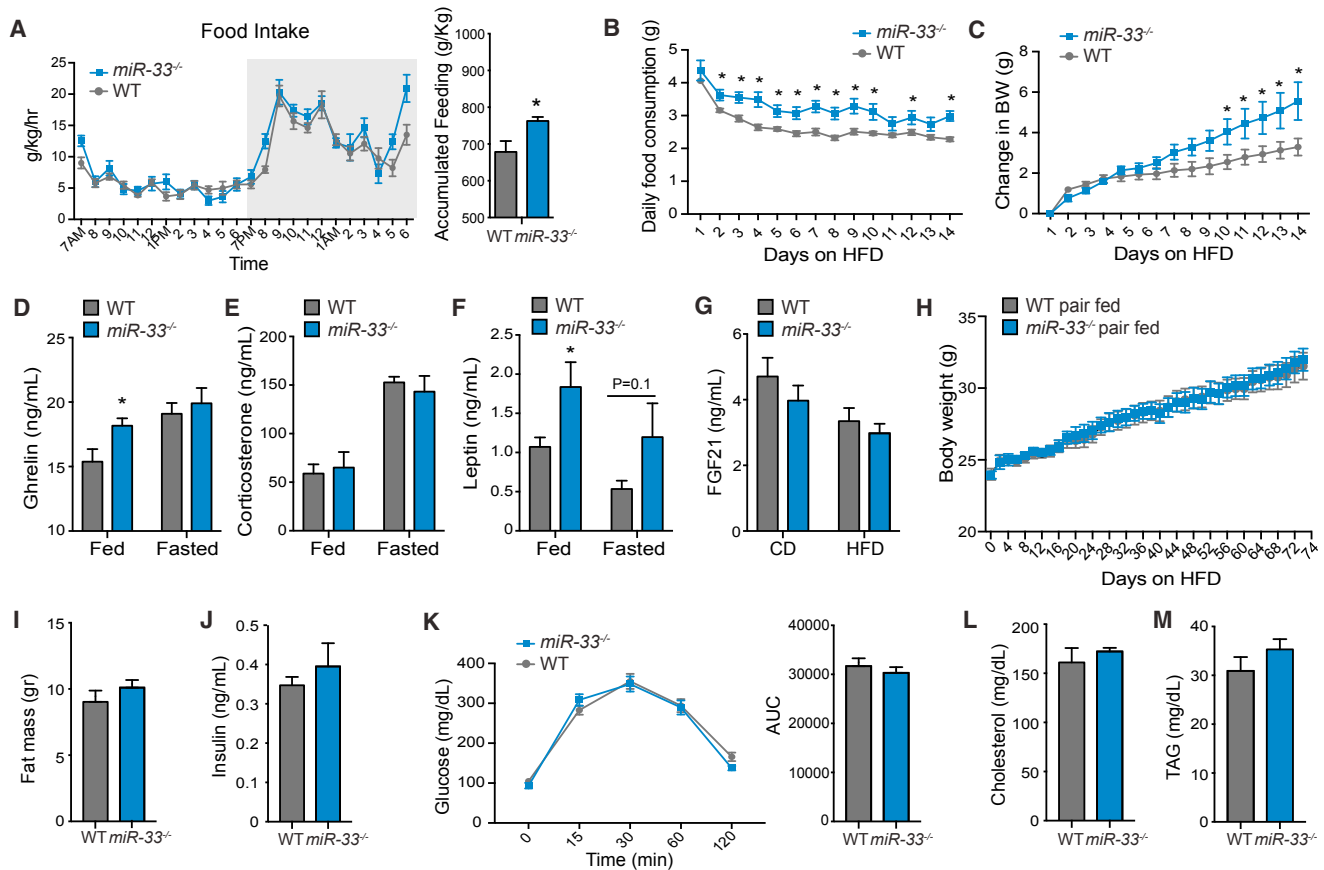 A
Food Intake
miR-33-/-
WT
g/kg/hr
25
20
15
10
5
0
7AM
8
9
10
11
12
1PM
2
3
4
5
6
7PM
8
9
10
11
12
1AM
2
3
4
5
6
Time
Accumulated Feeding (g/Kg)
1000
900
800
700
600
500
*
WT miR-33-/-
B
miR-33-/-
WT
Daily food consumption (g)
5
4
3
2
1
0
* * * * * * * * * * *
1 2 3 4 5 6 7 8 9 10 11 12 13 14
Days on HFD
C
miR-33-/-
WT
Change in BW (g)
10
8
6
4
2
0
* * * * *
1 2 3 4 5 6 7 8 9 10 11 12 13 14
Days on HFD
D
WT
miR-33-/-
Ghrelin (ng/mL)
25
20
15
10
*
Fed
Fasted
E
WT
miR-33-/-
Corticosterone (ng/mL)
200
150
100
50
0
Fed
Fasted
F
WT
miR-33-/-
Leptin (ng/mL)
2.5
2.0
1.5
1.0
0.5
0
*
P=0.1
Fed
Fasted
G
WT
miR-33-/-
FGF21 (ng/mL)
6
4
2
0
CD
HFD
H
WT pair fed
miR-33-/- pair fed
Body weight (g)
35
30
25
20
0 4 8 12 16 20 24 28 32 36 40 44 48 52 56 60 64 68 72 74
Days on HFD
I
Fat mass (gr)
15
10
5
0
WT miR-33-/-
J
Insulin (ng/mL)
0.5
0.4
0.3
0.2
0.1
0
WT miR-33-/-
K
miR-33-/-
WT
Glucose (mg/dL)
400
300
200
100
0
0 15 30 60 120
Time (min)
AUC
40000
30000
20000
10000
0
WT miR-33-/-
L
Cholesterol (mg/dL)
200
150
100
50
0
WT miR-33-/-
M
TAG (mg/dL)
40
30
20
10
0
WT miR-33-/-